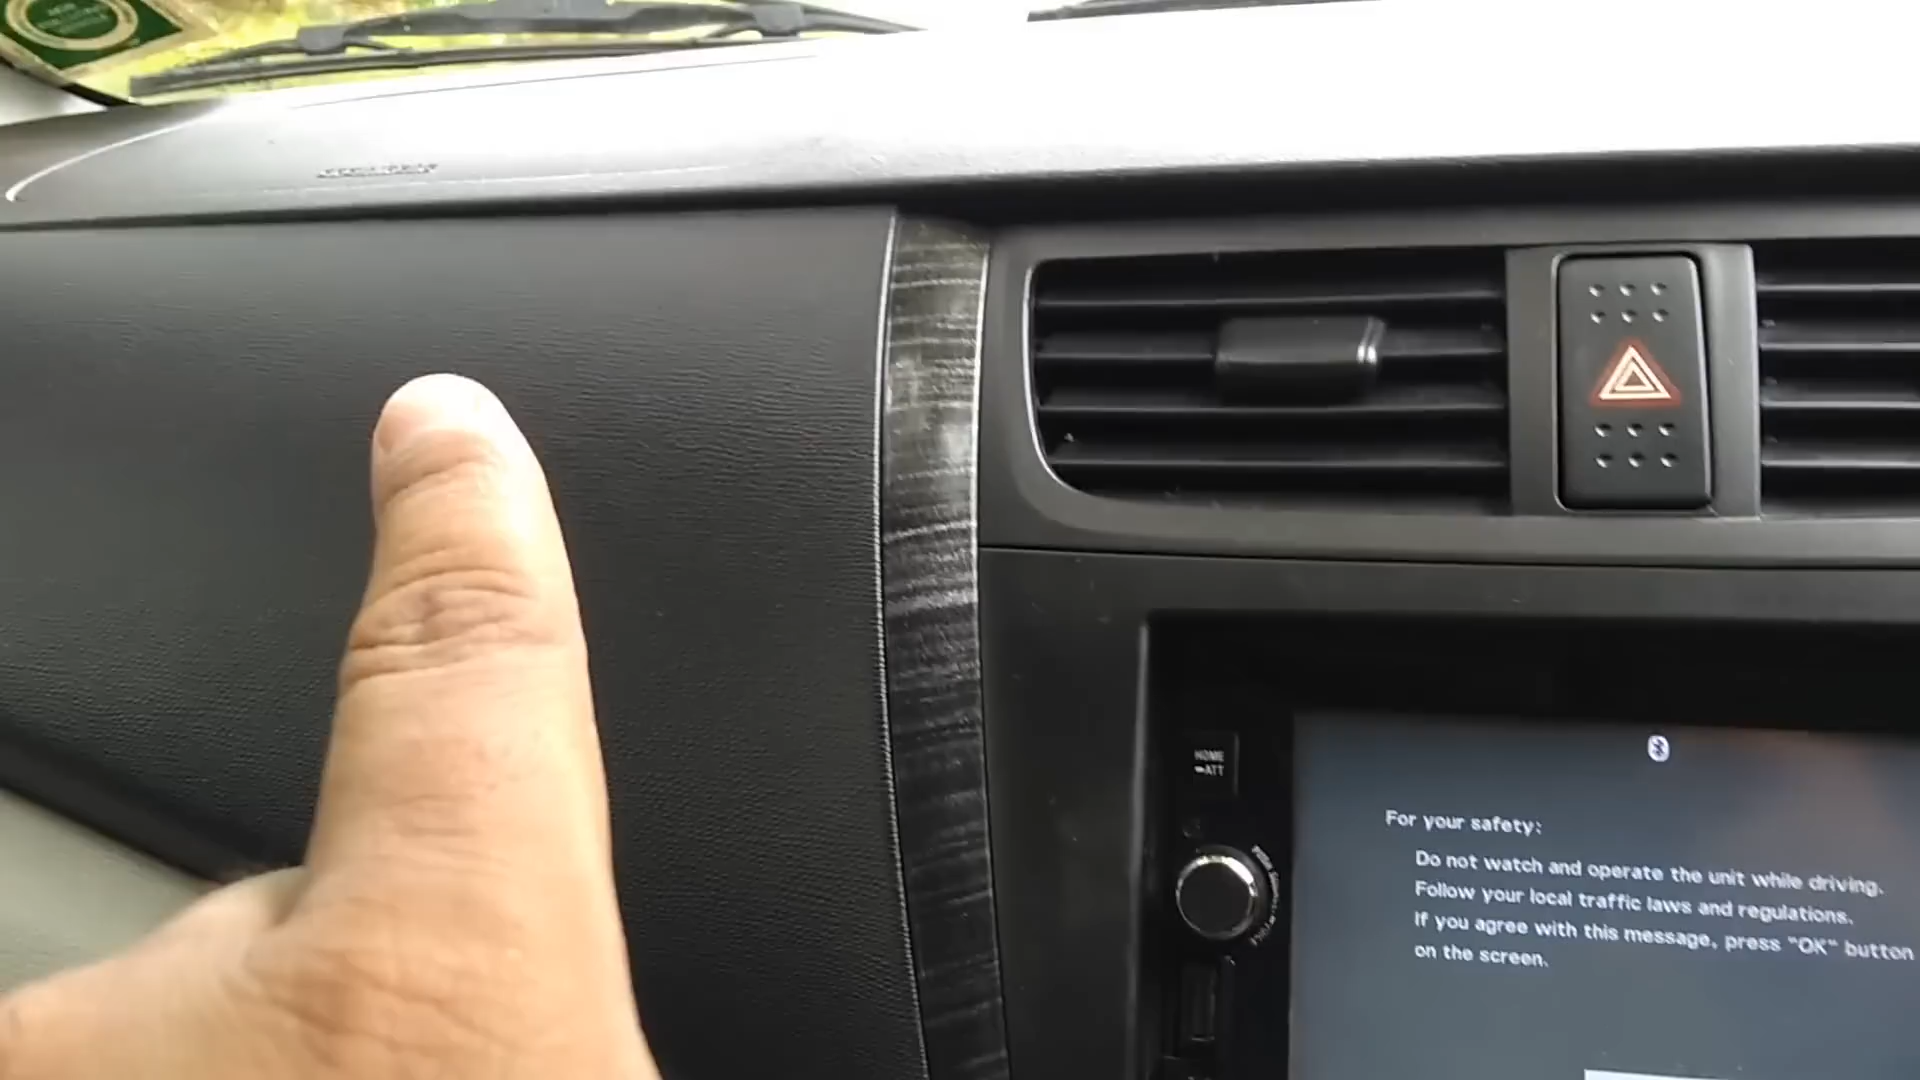 HOME
ATT
For your safety:
Do not watch and operate the unit while driving.
Follow your local traffic laws and regulations.
If you agree with this message, press "OK" button
on the screen.